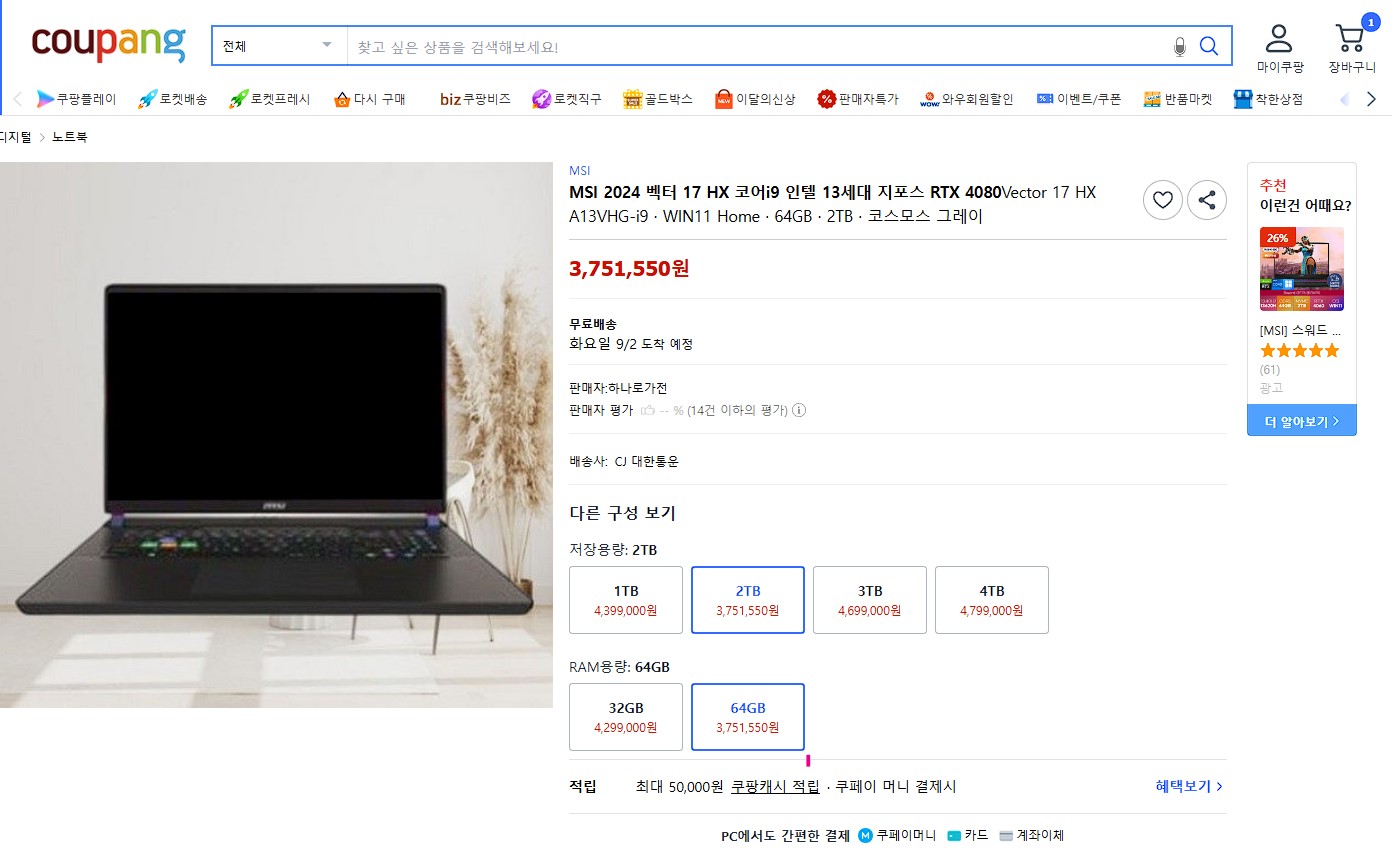 coupang
전체
찾고 싶은 상품을 검색해보세요!
마이쿠팡
1
장바구니
쿠팡플레이
로켓배송
로켓프레시
다시 구매
biz 쿠팡비즈
로켓직구
골드박스
NEW 이달의신상
판매자특가
WOW! 와우회원할인
이벤트/쿠폰
반품마켓
착한상점
디지털 > 노트북
MSI
MSI 2024 벡터 17 HX 코어i9 인텔 13세대 지포스 RTX 4080Vector 17 HX
A13VHG-i9 · WIN11 Home · 64GB · 2TB · 코스모스 그레이
3,751,550원
무료배송
화요일 9/2 도착 예정
판매자:하나로가전
판매자 평가 -- % (14건 이하의 평가)
배송사: CJ 대한통운
다른 구성 보기
저장용량: 2TB
1TB
4,399,000원
2TB
3,751,550원
3TB
4,699,000원
4TB
4,799,000원
RAM용량: 64GB
32GB
4,299,000원
64GB
3,751,550원
적립 최대 50,000원 쿠팡캐시 적립 · 쿠페이 머니 결제시 혜택보기 >
PC에서도 간편한 결제 쿠페이머니 카드 계좌이체
msi
추천
이런건 어때요?
26%
[MSI] 스워드 ...
(61)
광고
더 알아보기 >